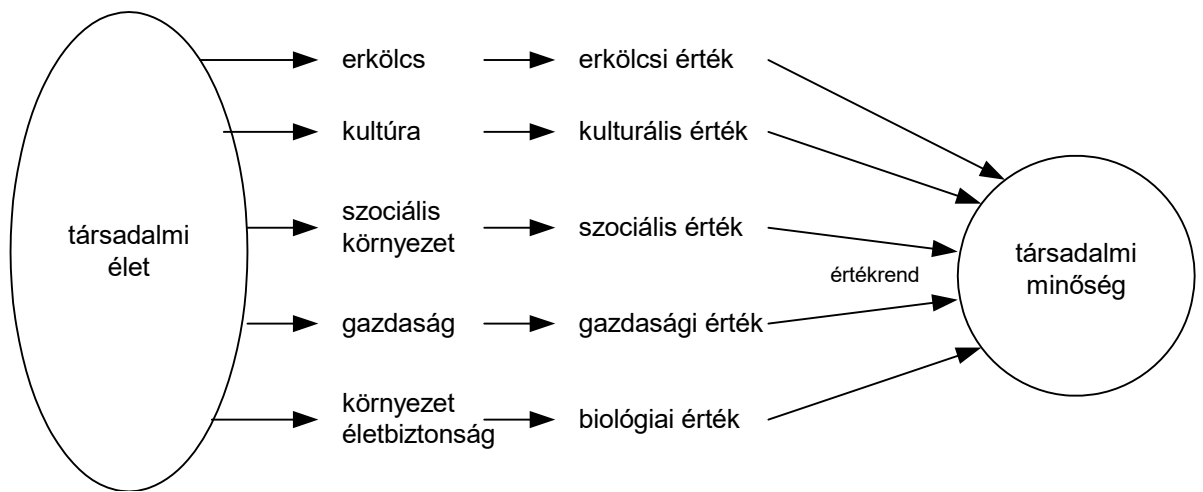 társadalmi
élet
erkölcs
erkölcsi érték
kultúra
kulturális érték
szociális
környezet
szociális érték
gazdaság
gazdasági érték
környezet
életbiztonság
biológiai érték
értékrend
társadalmi
minőség